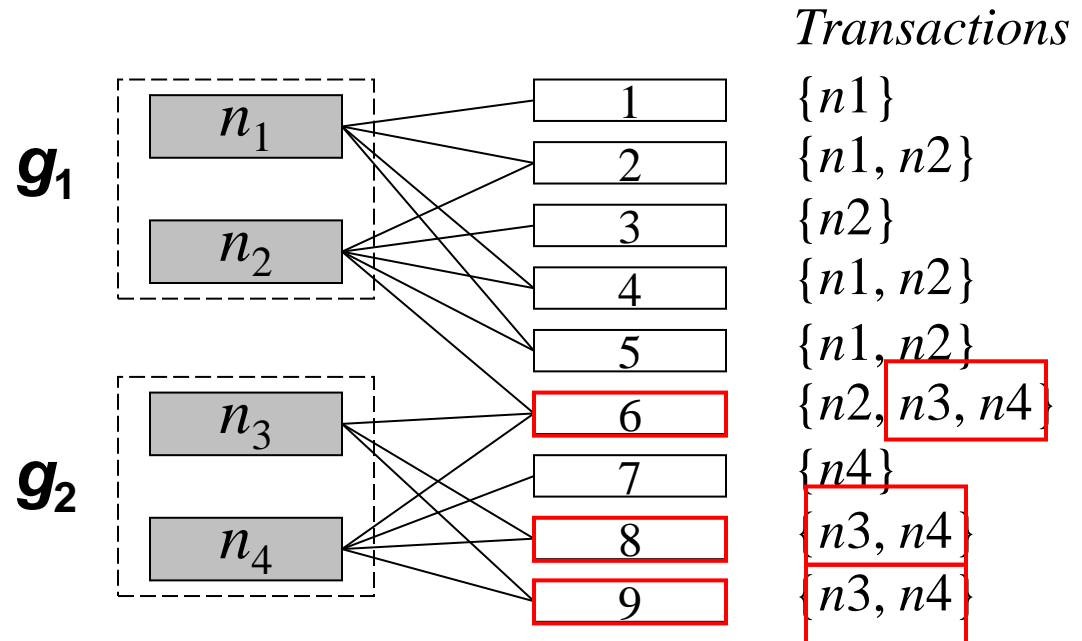 Transactions
n1 1 {n1}
g1 2 {n1, n2}
n2 3 {n2}
4 {n1, n2}
5 {n1, n2}
n3 6 {n2, n3, n4}
g2 7 {n4}
n4 8 {n3, n4}
9 {n3, n4}